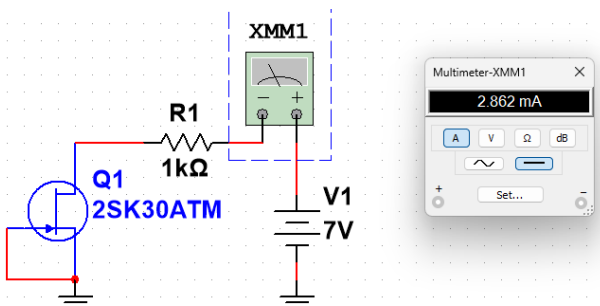 XMM1
− +
R1
1kΩ
Q1
2SK30ATM
V1
7V
Multimeter-XMM1
2.862 mA
A V Ω dB
+ Set... −